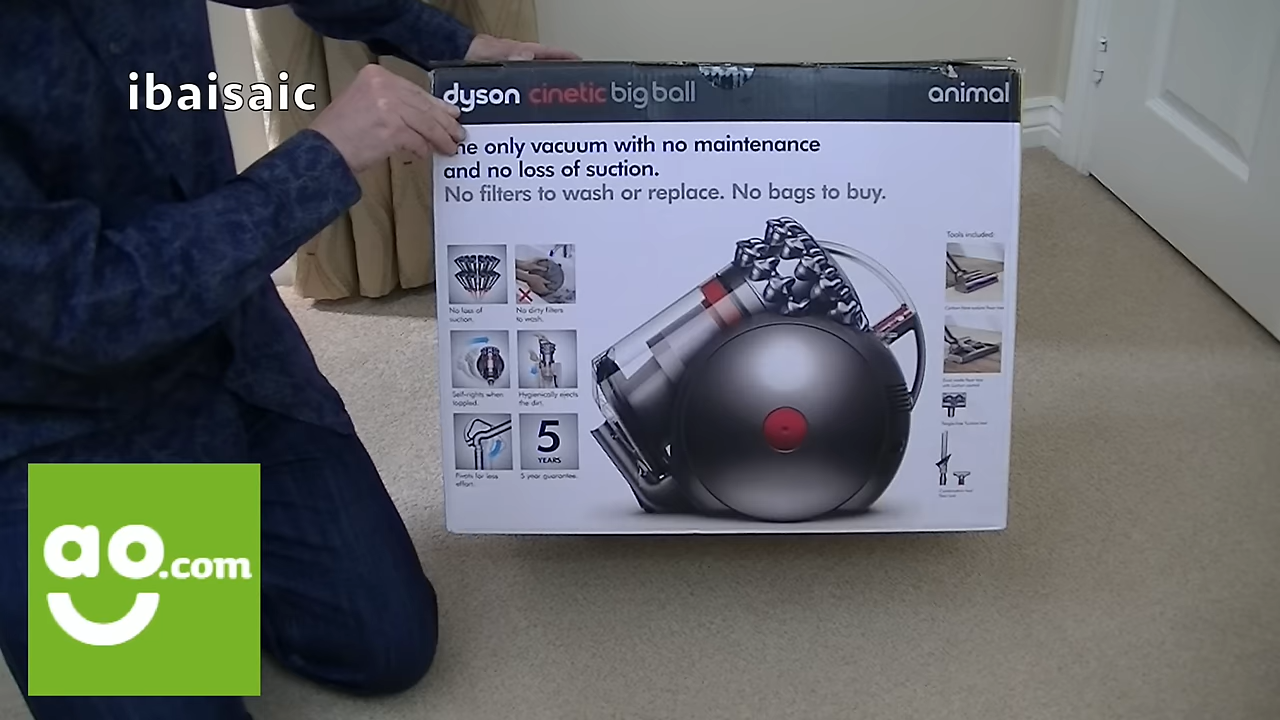 ibaisaic
dyson cinetic big ball
animal
The only vacuum with no maintenance
and no loss of suction.
No filters to wash or replace. No bags to buy.
Tools included:
No loss of
suction.
No dirty filters
to wash.
Self-rights when
toppled.
Hygienically ejects
the dirt.
5
YEARS
Pivots for less
effort.
5 year guarantee.
ao.com